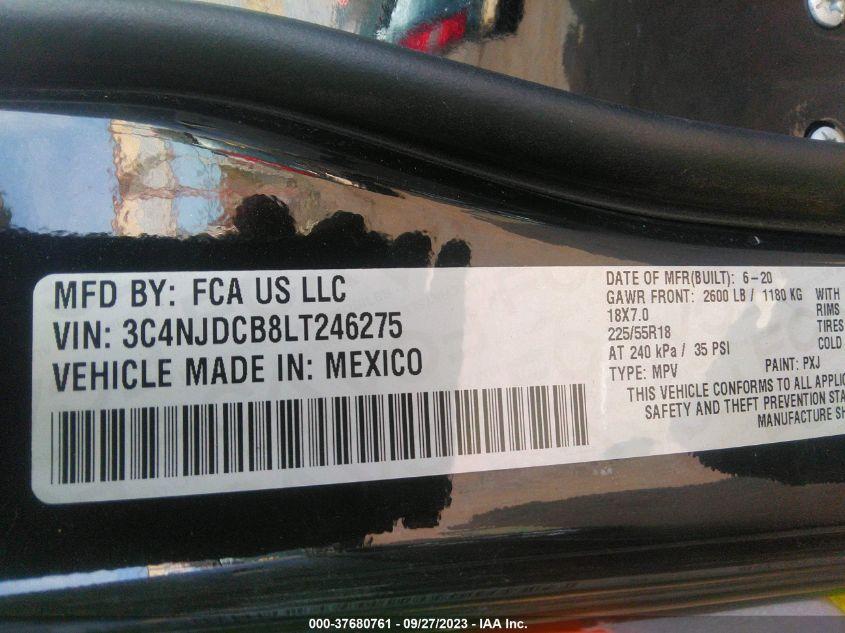 MFD BY: FCA US LLC
VIN: 3C4NJDCB8LT246275
VEHICLE MADE IN: MEXICO
DATE OF MFR(BUILT): 6-20
GAWR FRONT: 2600 LB / 1180 KG WITH
18X7.0 RIMS
225/55R18 TIRES
AT 240 kPa / 35 PSI COLD
TYPE: MPV PAINT: PXJ
THIS VEHICLE CONFORMS TO ALL APPLIC
SAFETY AND THEFT PREVENTION STA
MANUFACTURE SH
000-37680761 - 09/27/2023 - IAA Inc.